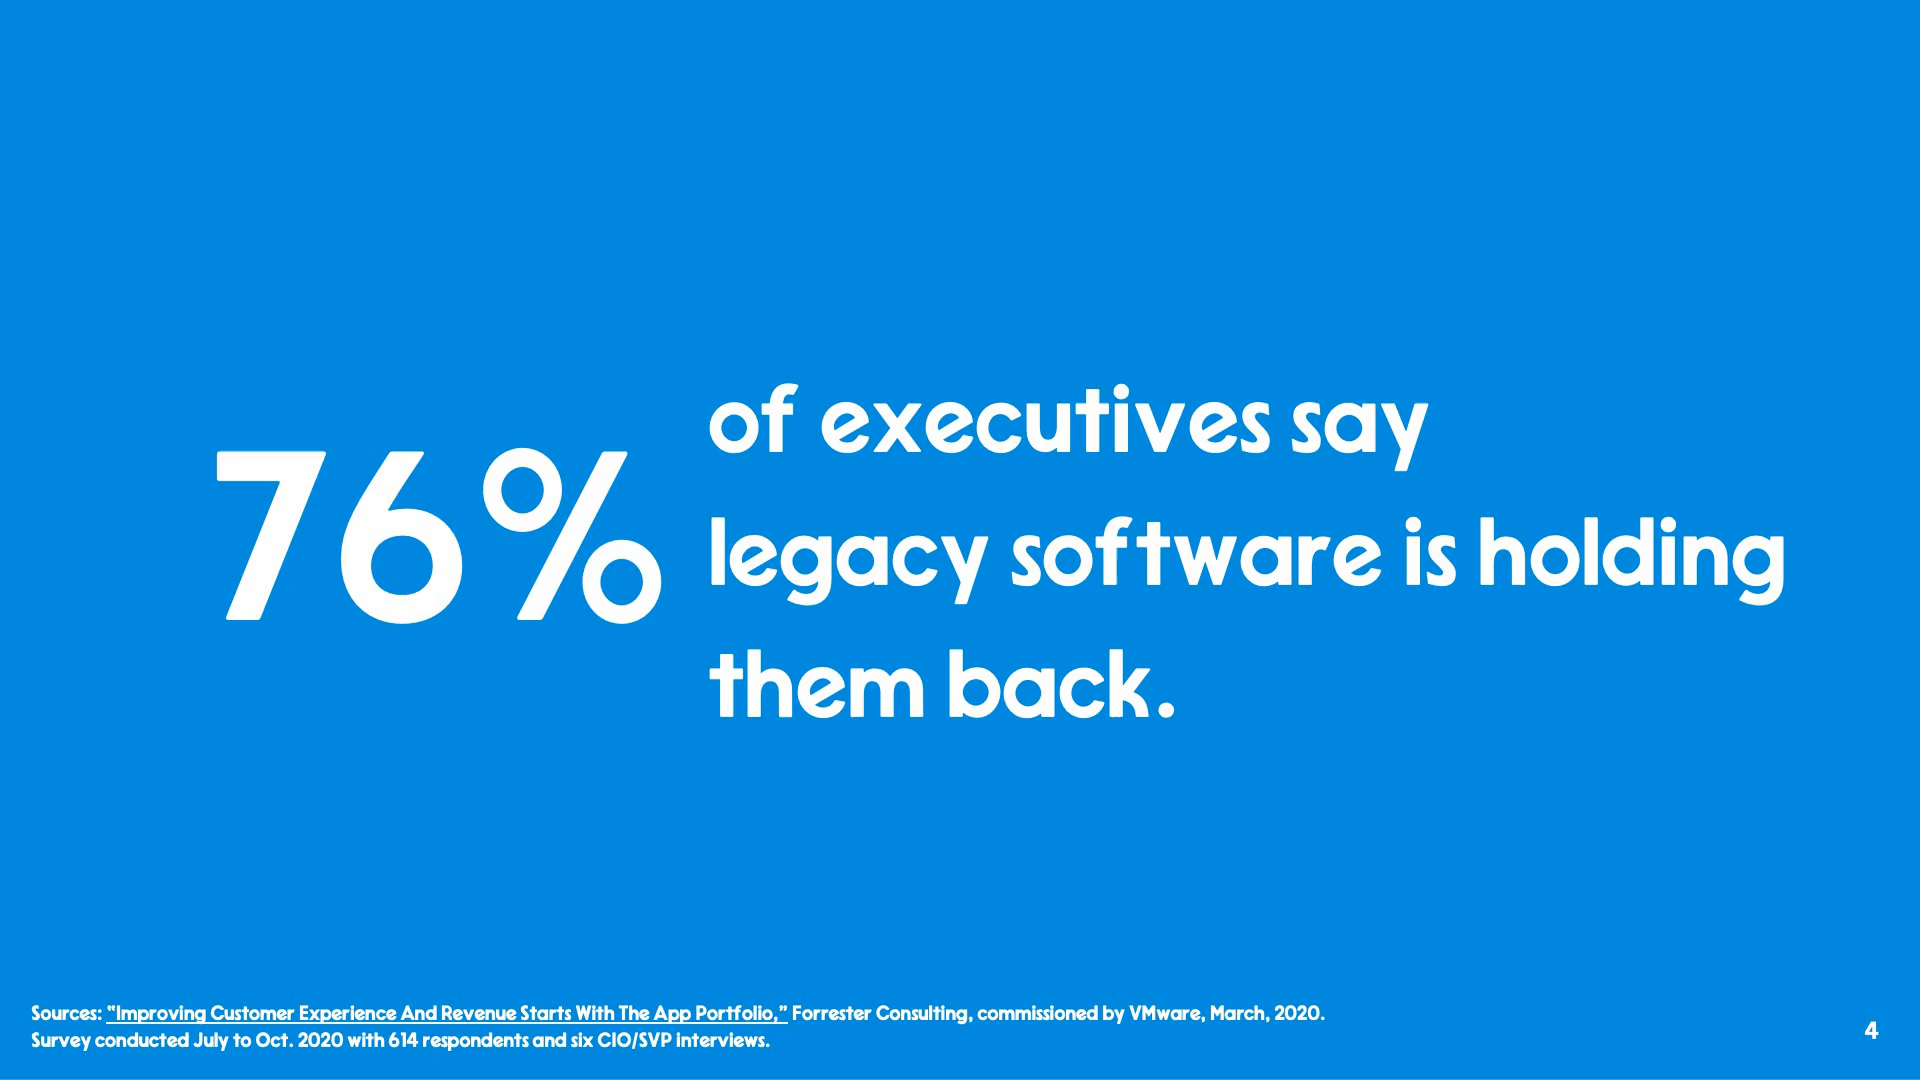 76%
of executives say
legacy software is holding
them back.
Sources: “Improving Customer Experience And Revenue Starts With The App Portfolio,” Forrester Consulting, commissioned by VMware, March, 2020.
Survey conducted July to Oct. 2020 with 614 respondents and six CIO/SVP interviews.
4